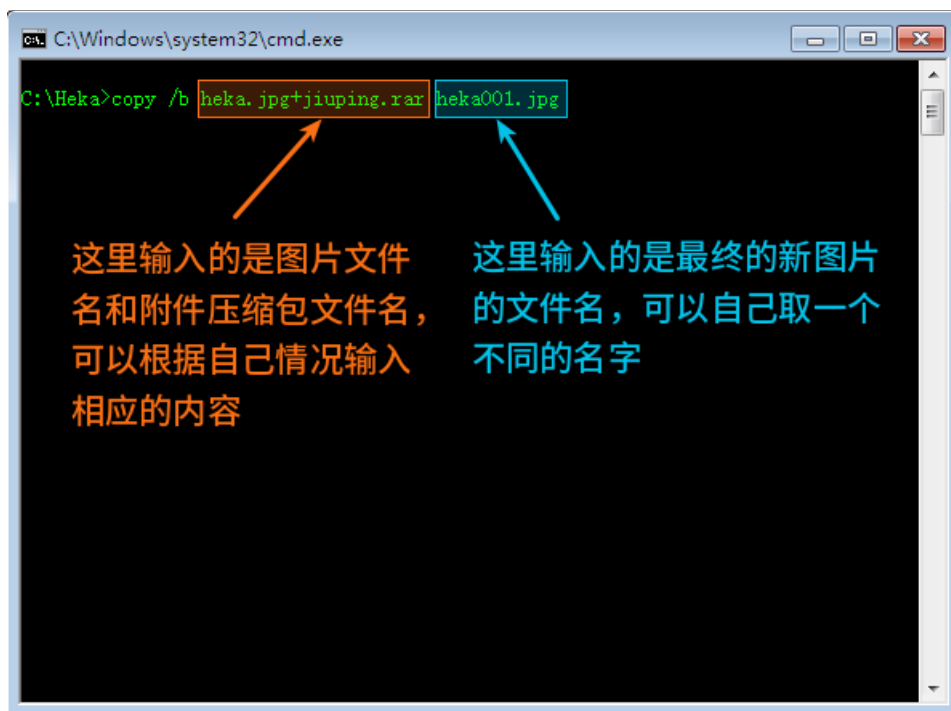 C:\Windows\system32\cmd.exe
C:\Heka>copy /b heka.jpg+jiuping.rar heka001.jpg
这里输入的是图片文件
名和附件压缩包文件名，
可以根据自己情况输入
相应的内容
这里输入的是最终的新图片
的文件名，可以自己取一个
不同的名字